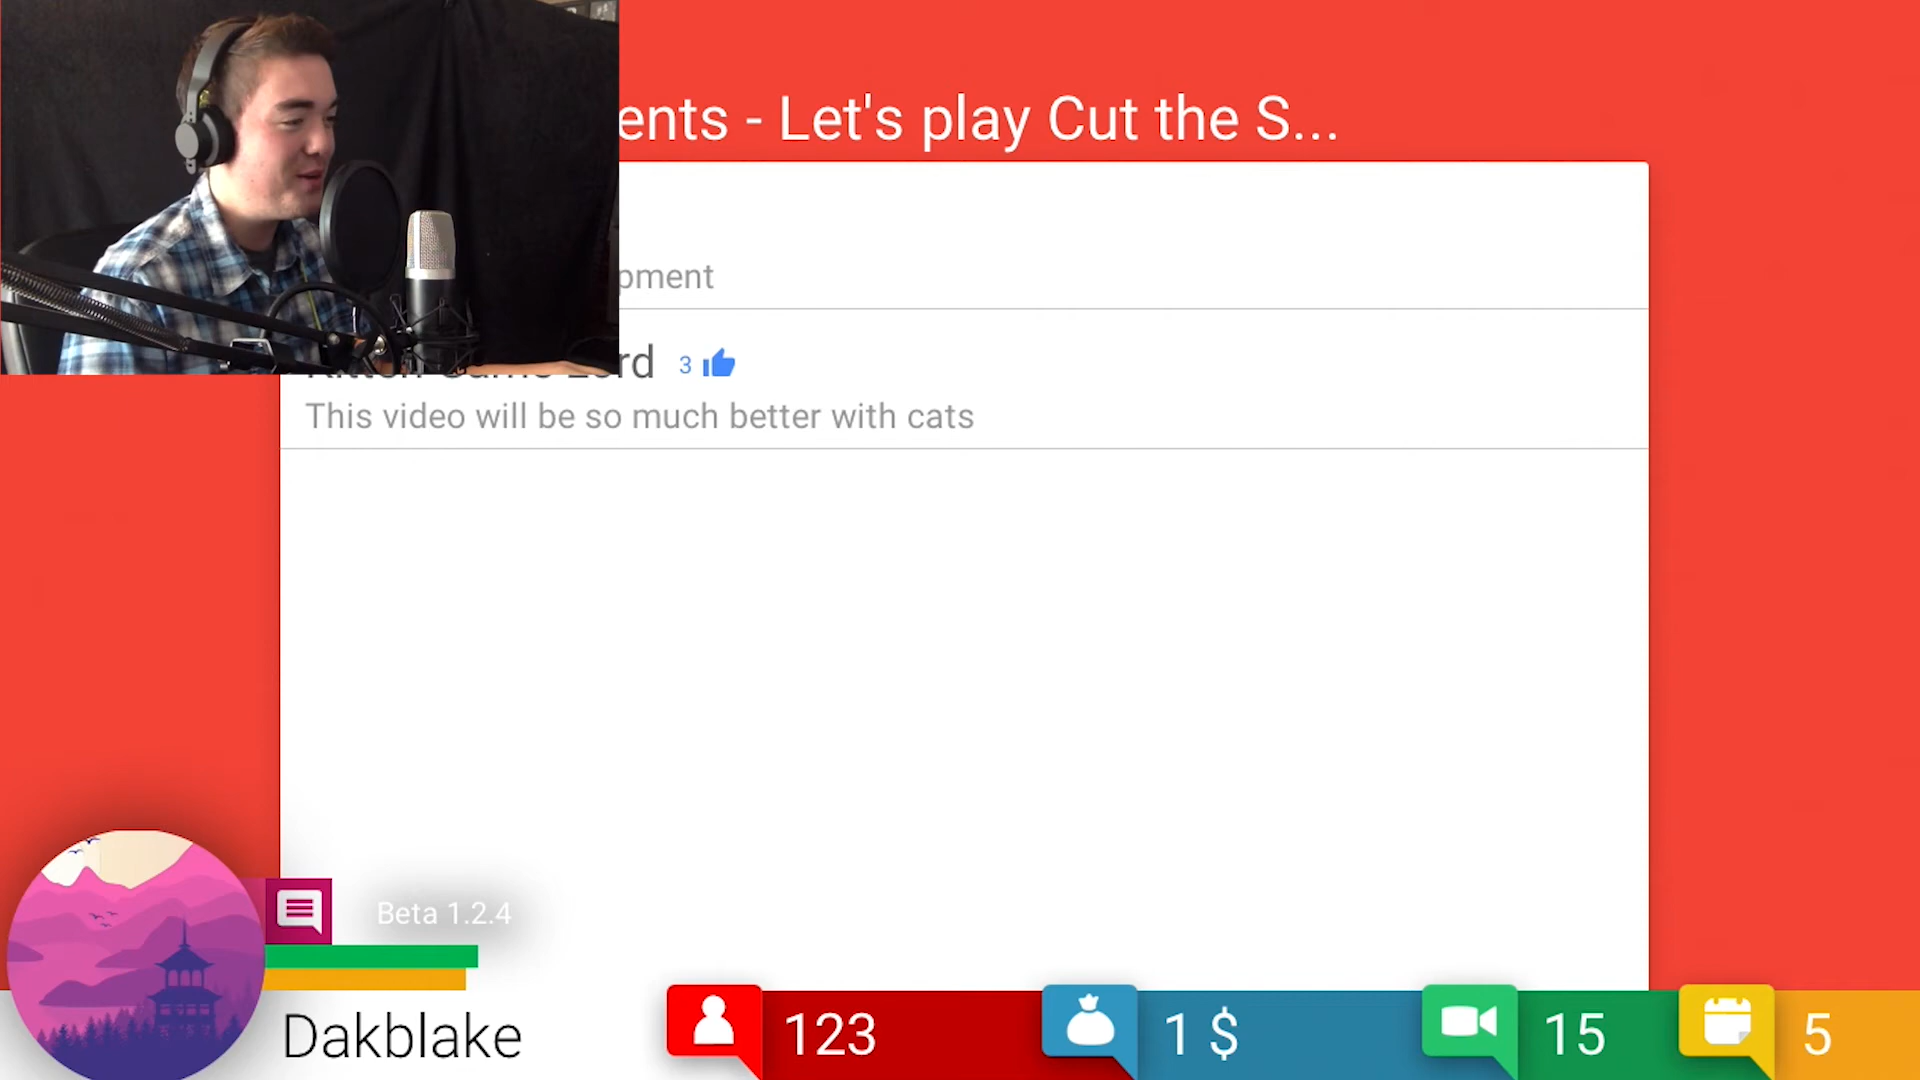 ents - Let's play Cut the S...
pment
rd 3
This video will be so much better with cats
Beta 1.2.4
Dakblake
123
1 $
15
5